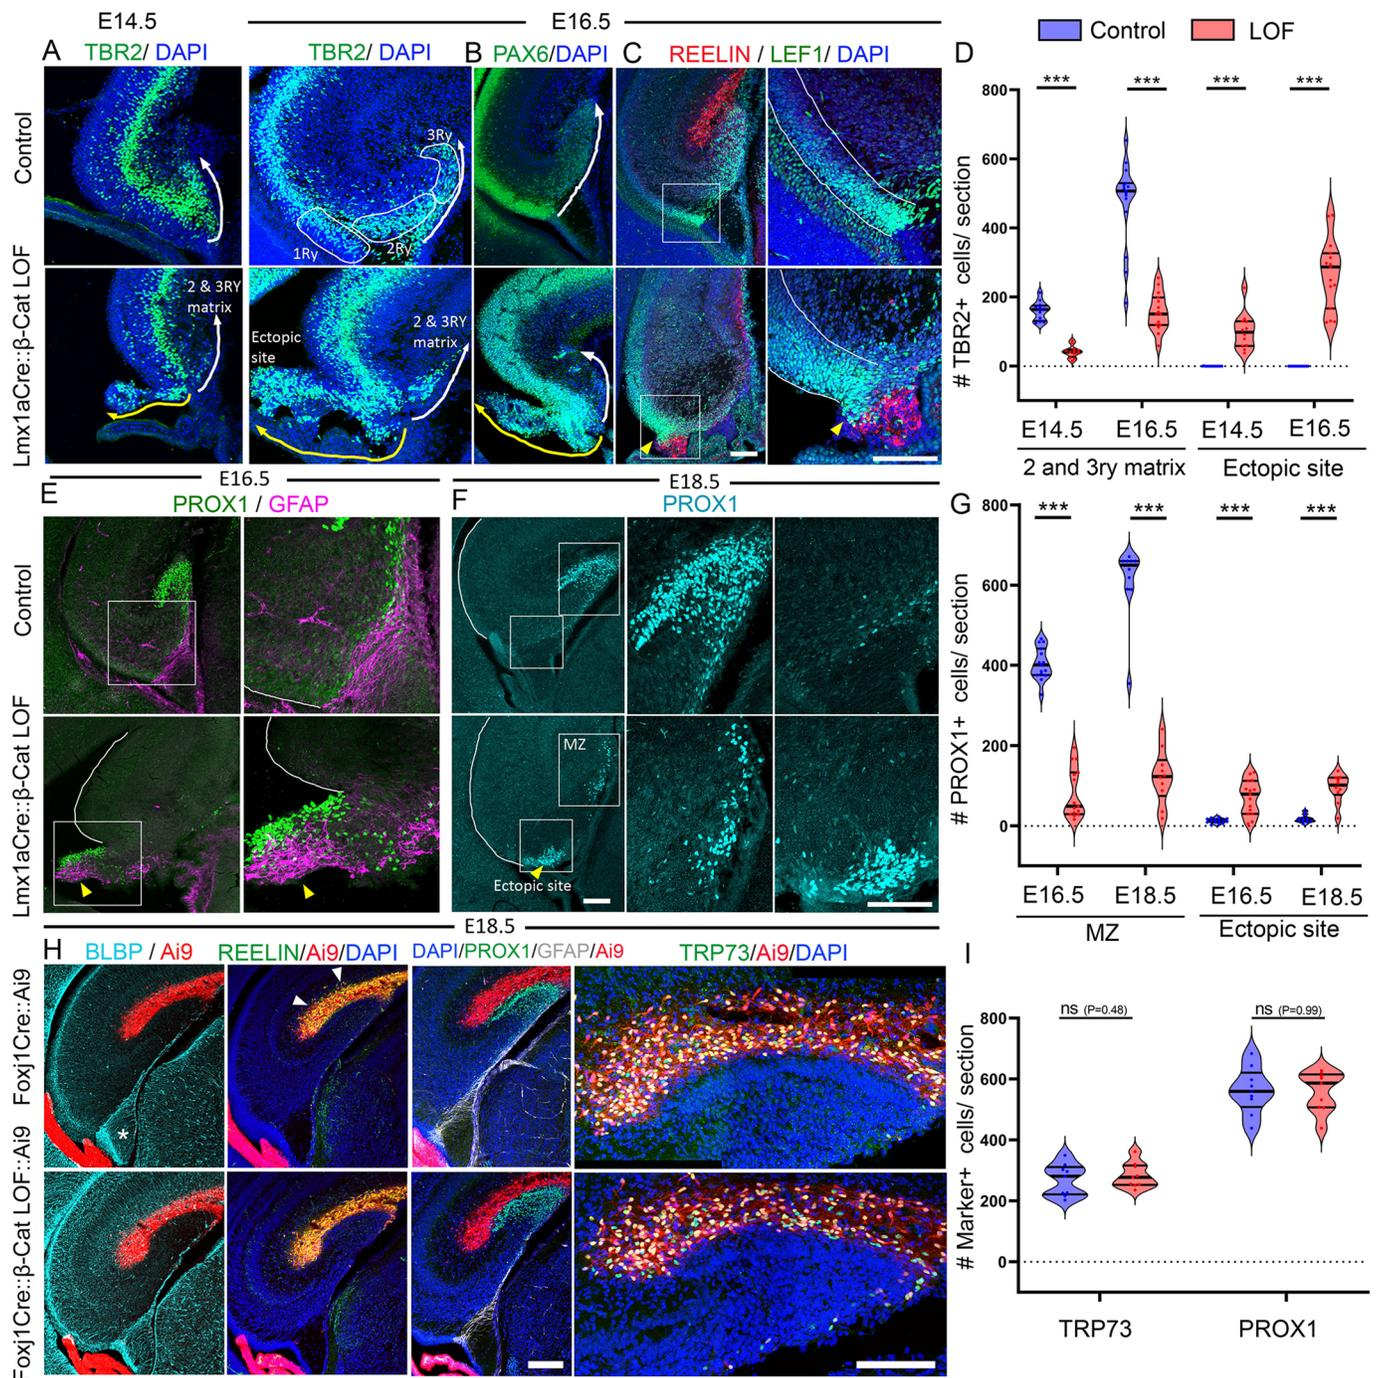 E14.5
E16.5
Control
LOF
A
TBR2/ DAPI
TBR2/ DAPI
B
PAX6/DAPI
C
REELIN / LEF1/ DAPI
D
Control
3Ry
1Ry
2Ry
Lmx1aCre::β-Cat LOF
2 & 3RY
matrix
Ectopic
site
2 & 3RY
matrix
***
***
***
***
# TBR2+ cells/ section
800
600
400
200
0
E14.5
E16.5
E14.5
E16.5
2 and 3ry matrix
Ectopic site
E16.5
E18.5
E
PROX1 / GFAP
F
PROX1
G
Control
Lmx1aCre::β-Cat LOF
MZ
Ectopic site
***
***
***
***
# PROX1+ cells/ section
800
600
400
200
0
E16.5
E18.5
E16.5
E18.5
MZ
Ectopic site
E18.5
H
BLBP / Ai9
REELIN/Ai9/DAPI
DAPI/PROX1/GFAP/Ai9
TRP73/Ai9/DAPI
I
Foxj1Cre::Ai9
*
Foxj1Cre::β-Cat LOF::Ai9
ns (P=0.48)
ns (P=0.99)
# Marker+ cells/ section
800
600
400
200
0
TRP73
PROX1